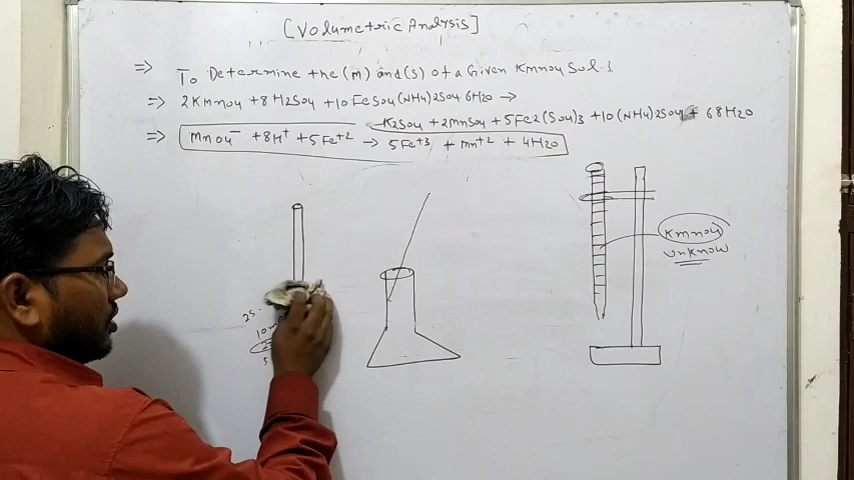 [Volumetric Analysis]
⇒ To Determine the (m) and (s) of a Given KMnO4 Sol.
⇒ 2KMnO4 + 8H2SO4 + 10FeSO4(NH4)2SO4 6H2O →
K2SO4 + 2MnSO4 + 5Fe2(SO4)3 + 10(NH4)2SO4 + 68H2O
⇒ MnO4⁻ + 8H⁺ + 5Fe⁺² → 5Fe⁺³ + Mn⁺² + 4H2O
KMnO4
Unknow
25.
10m